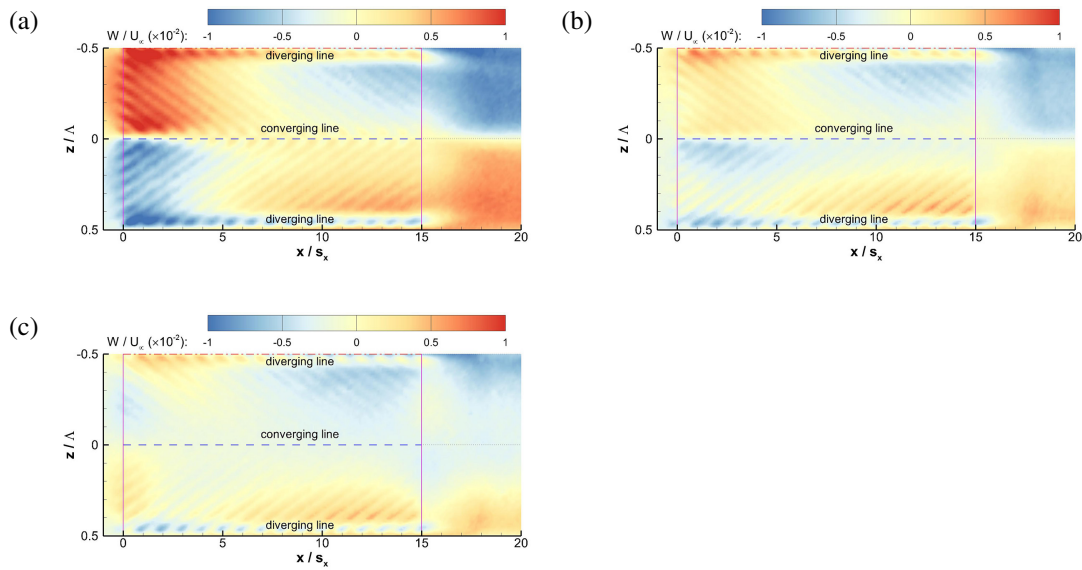 (a)
W / U∞ (×10⁻²): -1 -0.5 0 0.5 1
-0.5
diverging line
converging line
z / Λ
0
diverging line
0.5
0 5 10 15 20
x / sₓ
(b)
W / U∞ (×10⁻²): -1 -0.5 0 0.5 1
-0.5
diverging line
converging line
z / Λ
0
diverging line
0.5
0 5 10 15 20
x / sₓ
(c)
W / U∞ (×10⁻²): -1 -0.5 0 0.5 1
-0.5
diverging line
converging line
z / Λ
0
diverging line
0.5
0 5 10 15 20
x / sₓ